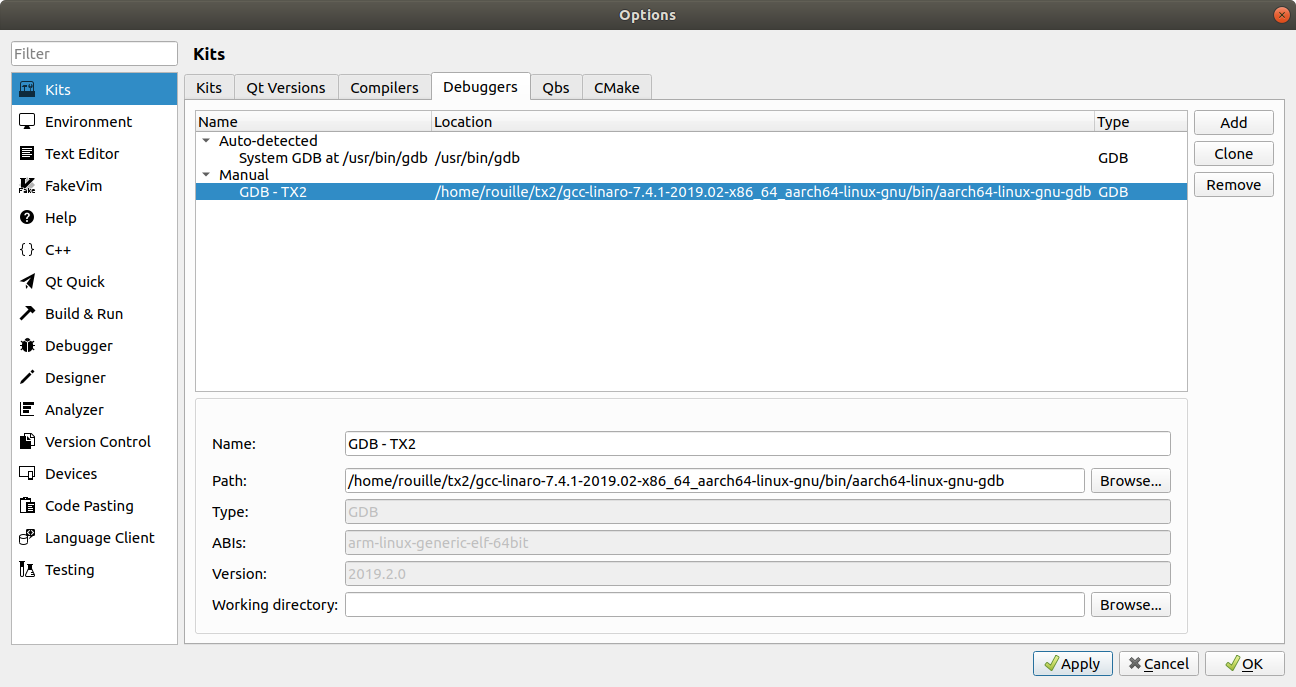 Options
Filter
Kits
Environment
Text Editor
FakeVim
Help
C++
Qt Quick
Build & Run
Debugger
Designer
Analyzer
Version Control
Devices
Code Pasting
Language Client
Testing
Kits
Kits Qt Versions Compilers Debuggers Qbs CMake
Name Location Type
Auto-detected
System GDB at /usr/bin/gdb /usr/bin/gdb GDB
Manual
GDB - TX2 /home/rouille/tx2/gcc-linaro-7.4.1-2019.02-x86_64_aarch64-linux-gnu/bin/aarch64-linux-gnu-gdb GDB
Add
Clone
Remove
Name: GDB - TX2
Path: /home/rouille/tx2/gcc-linaro-7.4.1-2019.02-x86_64_aarch64-linux-gnu/bin/aarch64-linux-gnu-gdb Browse...
Type: GDB
ABIs: arm-linux-generic-elf-64bit
Version: 2019.2.0
Working directory: Browse...
Apply Cancel OK